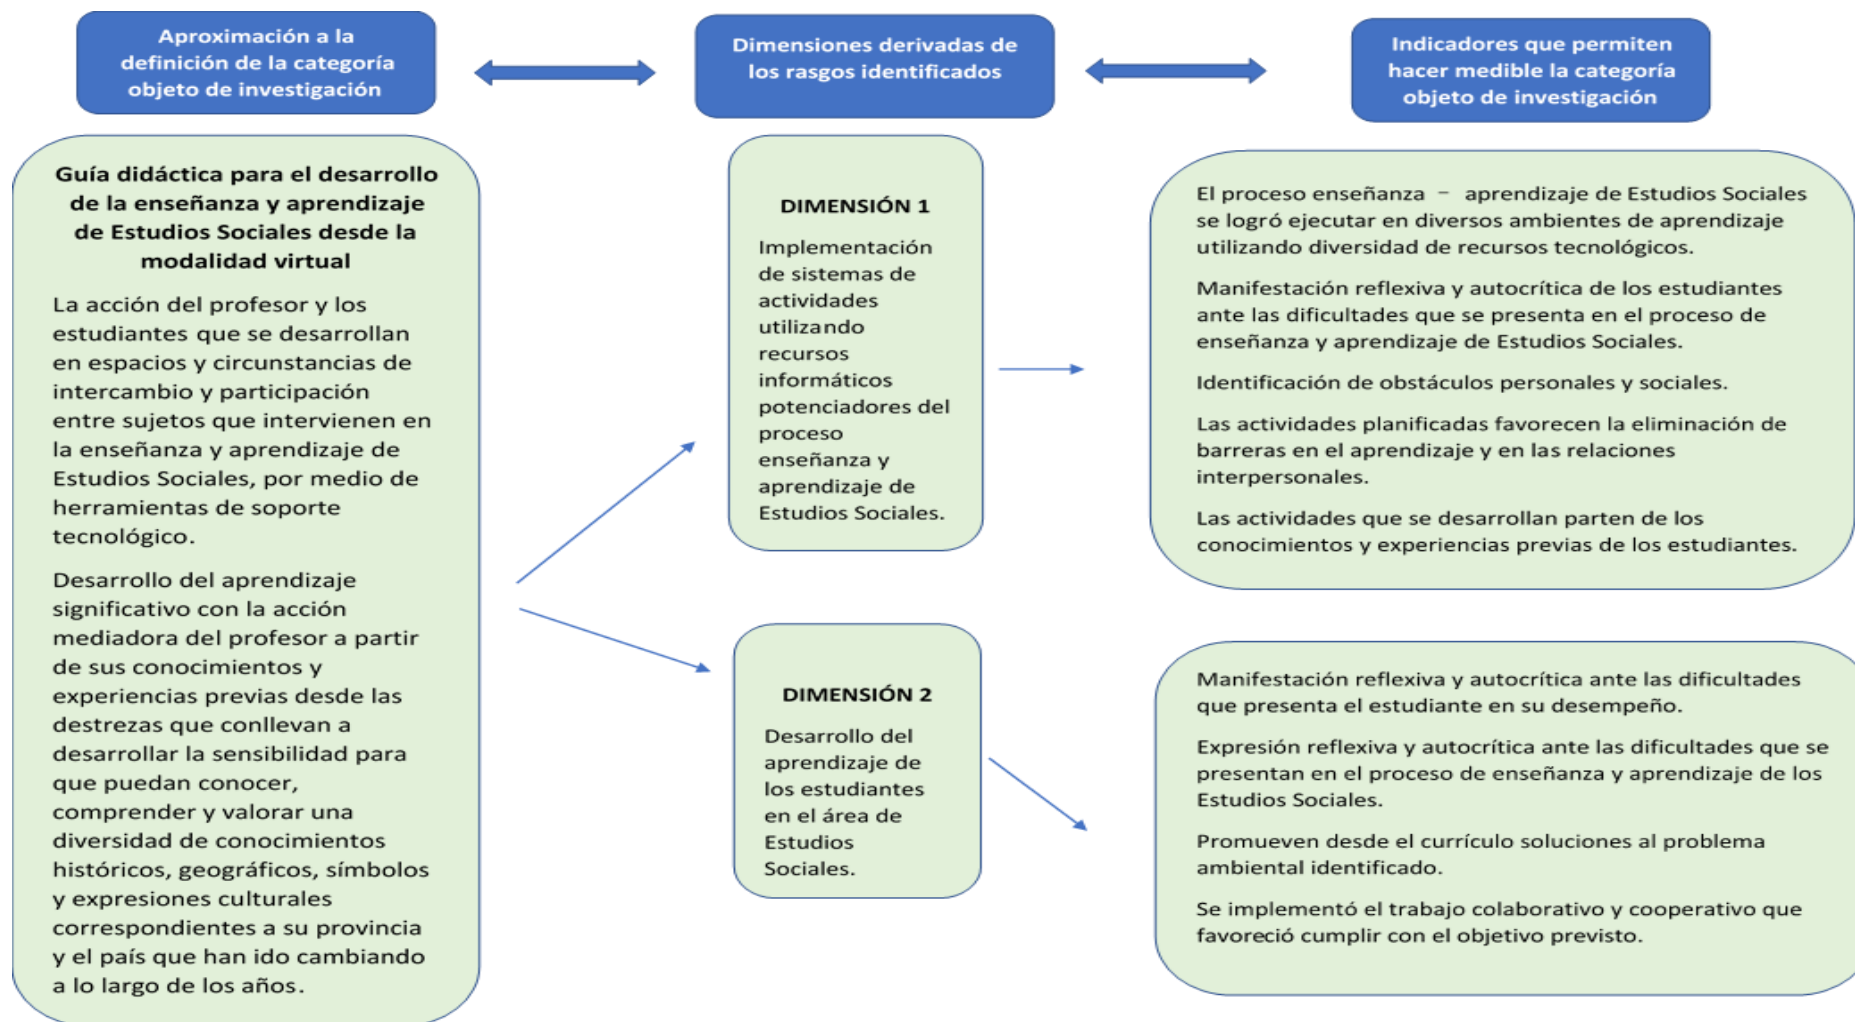 Aproximación a la
definición de la categoría
objeto de investigación
Dimensiones derivadas de
los rasgos identificados
Indicadores que permiten
hacer medible la categoría
objeto de investigación
Guía didáctica para el desarrollo
de la enseñanza y aprendizaje
de Estudios Sociales desde la
modalidad virtual
La acción del profesor y los
estudiantes que se desarrollan
en espacios y circunstancias de
intercambio y participación
entre sujetos que intervienen en
la enseñanza y aprendizaje de
Estudios Sociales, por medio de
herramientas de soporte
tecnológico.
Desarrollo del aprendizaje
significativo con la acción
mediadora del profesor a partir
de sus conocimientos y
experiencias previas desde las
destrezas que conllevan a
desarrollar la sensibilidad para
que puedan conocer,
comprender y valorar una
diversidad de conocimientos
históricos, geográficos, símbolos
y expresiones culturales
correspondientes a su provincia
y el país que han ido cambiando
a lo largo de los años.
DIMENSIÓN 1
Implementación
de sistemas de
actividades
utilizando
recursos
informáticos
potenciadores del
proceso
enseñanza y
aprendizaje de
Estudios Sociales.
El proceso enseñanza – aprendizaje de Estudios Sociales
se logró ejecutar en diversos ambientes de aprendizaje
utilizando diversidad de recursos tecnológicos.
Manifestación reflexiva y autocrítica de los estudiantes
ante las dificultades que se presenta en el proceso de
enseñanza y aprendizaje de Estudios Sociales.
Identificación de obstáculos personales y sociales.
Las actividades planificadas favorecen la eliminación de
barreras en el aprendizaje y en las relaciones
interpersonales.
Las actividades que se desarrollan parten de los
conocimientos y experiencias previas de los estudiantes.
DIMENSIÓN 2
Desarrollo del
aprendizaje de
los estudiantes
en el área de
Estudios
Sociales.
Manifestación reflexiva y autocrítica ante las dificultades
que presenta el estudiante en su desempeño.
Expresión reflexiva y autocrítica ante las dificultades que se
presentan en el proceso de enseñanza y aprendizaje de los
Estudios Sociales.
Promueven desde el currículo soluciones al problema
ambiental identificado.
Se implementó el trabajo colaborativo y cooperativo que
favoreció cumplir con el objetivo previsto.